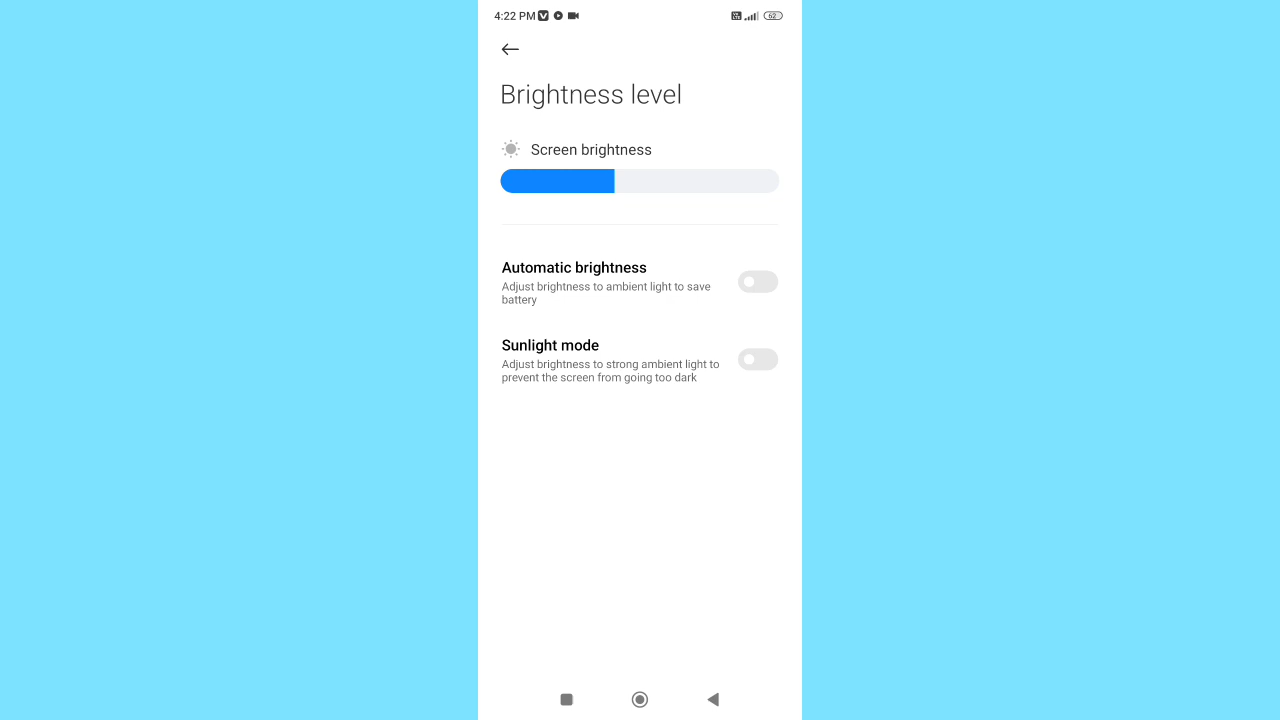 4:22 PM
62
Brightness level
Screen brightness
Automatic brightness
Adjust brightness to ambient light to save
battery
Sunlight mode
Adjust brightness to strong ambient light to
prevent the screen from going too dark